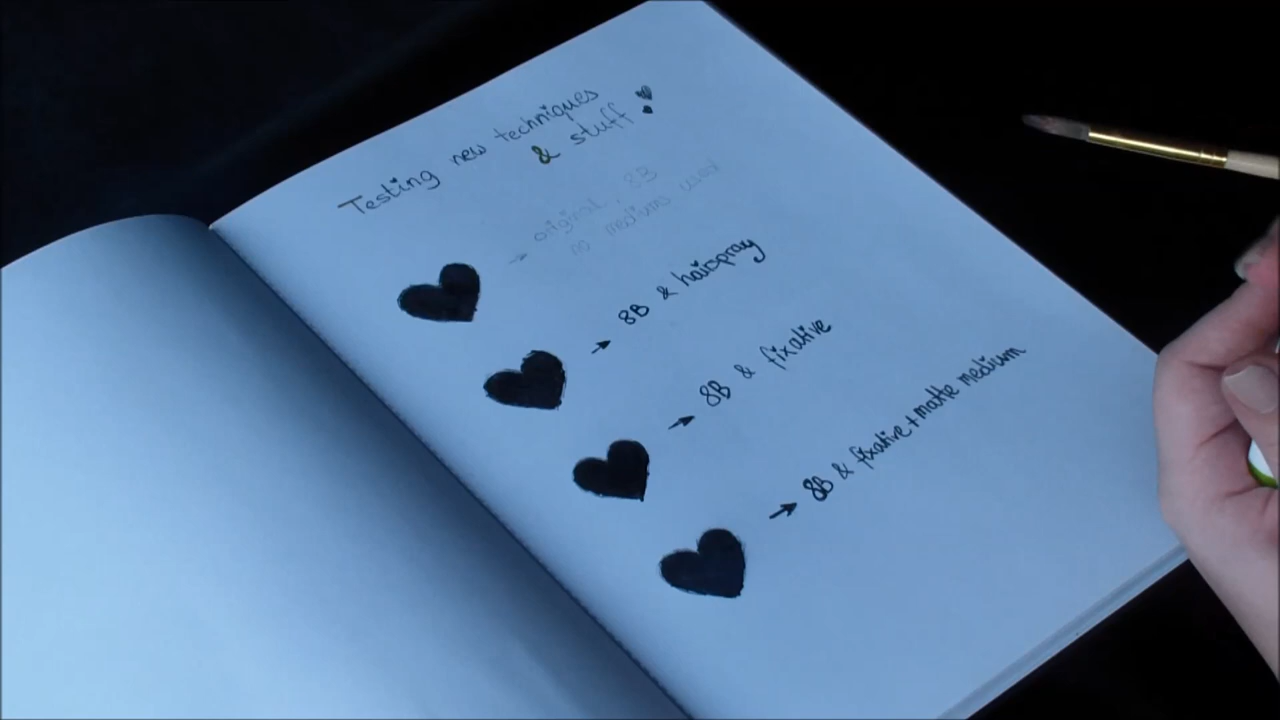 Testing new techniques
& stuff
→ original, 8B
no mediums used
→ 8B & hairspray
→ 8B & fixative
→ 8B & fixative+matte medium